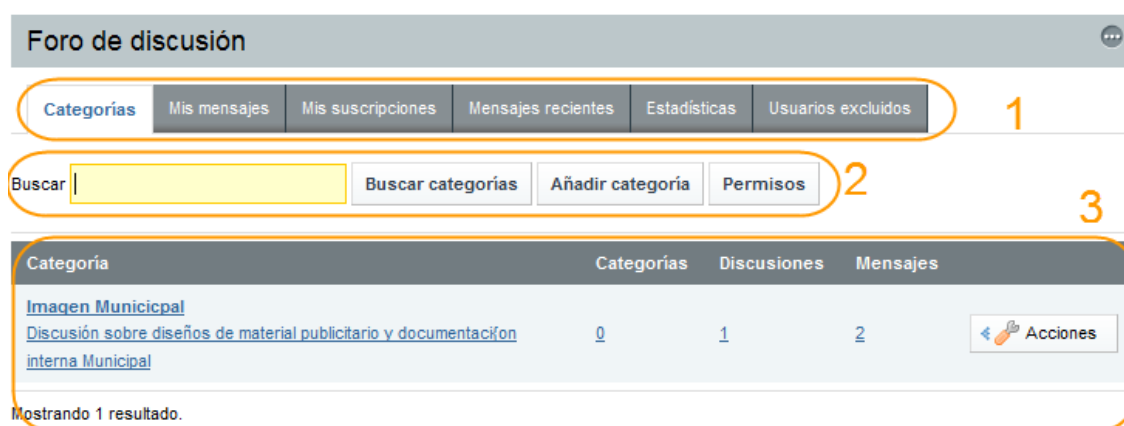 Foro de discusión
Categorías Mis mensajes Mis suscripciones Mensajes recientes Estadísticas Usuarios excluidos 1
Buscar Buscar categorías Añadir categoría Permisos 2
3
Categoría Categorías Discusiones Mensajes
Imagen Municicpal
Discusión sobre diseños de material publicitario y documentaci{on 0 1 2 Acciones
interna Municipal
Mostrando 1 resultado.